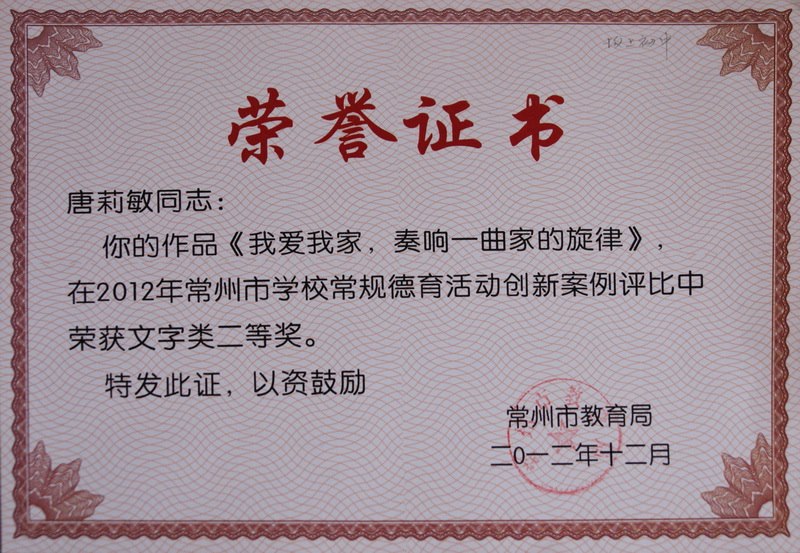 荣誉证书
唐莉敏同志：
你的作品《我爱我家，奏响一曲家的旋律》，
在2012年常州市学校常规德育活动创新案例评比中
荣获文字类二等奖。
特发此证，以资鼓励
常州市教育局
二0一二年十二月